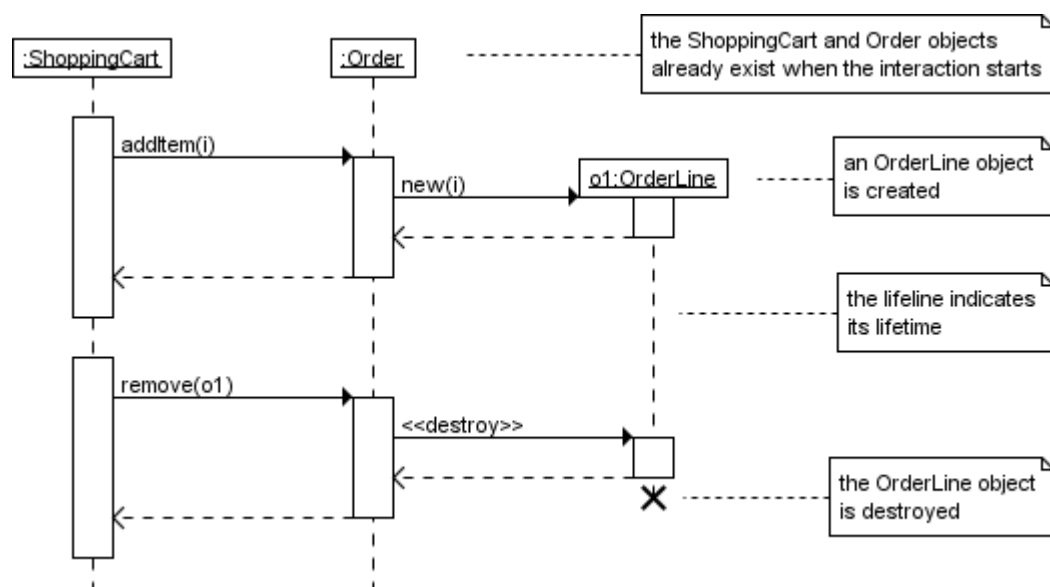 :ShoppingCart
:Order
the ShoppingCart and Order objects
already exist when the interaction starts
addItem(i)
new(i)
o1:OrderLine
an OrderLine object
is created
the lifeline indicates
its lifetime
remove(o1)
<<destroy>>
the OrderLine object
is destroyed